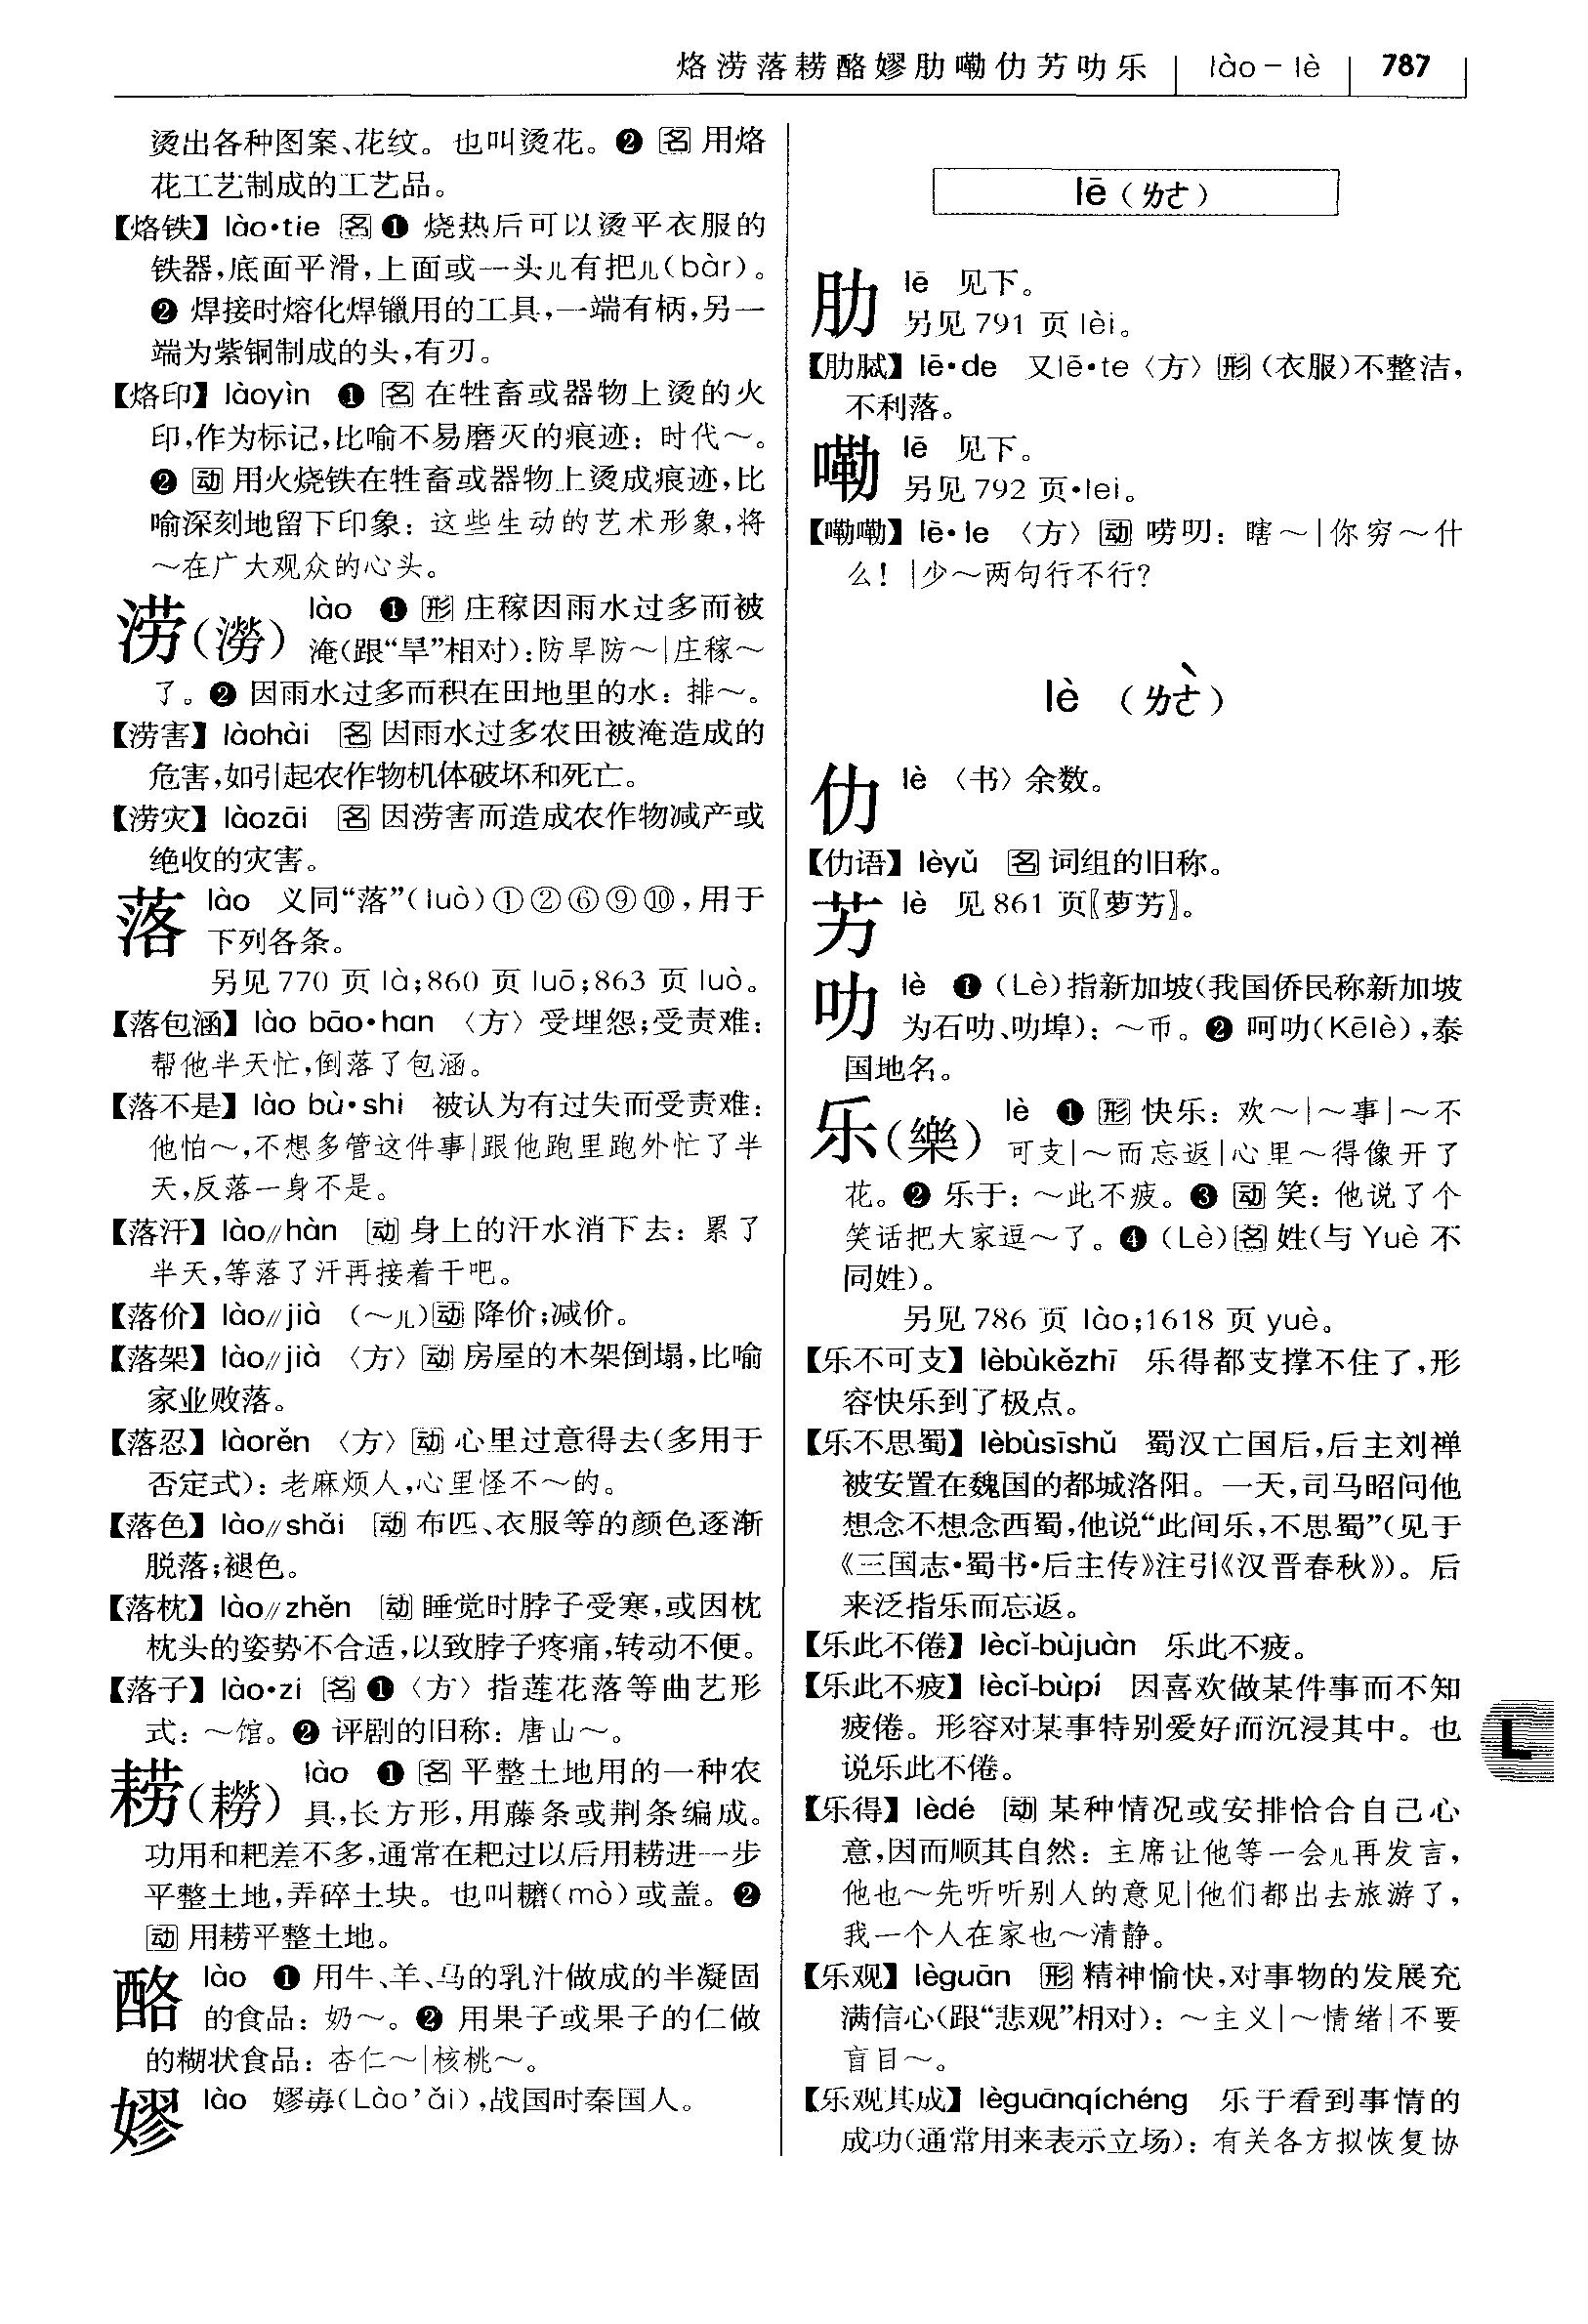 烙涝落耢酪嫪肋嘞仂艻叻乐 lào－lè 787
烫出各种图案、花纹。也叫烫花。❷ 名 用烙
花工艺制成的工艺品。
【烙铁】lào•tie 名 ❶ 烧热后可以烫平衣服的
铁器,底面平滑,上面或一头儿有把儿(bàr)。
❷ 焊接时熔化焊镴用的工具,一端有柄,另一
端为紫铜制成的头,有刃。
【烙印】làoyìn ❶ 名 在牲畜或器物上烫的火
印,作为标记,比喻不易磨灭的痕迹：时代～。
❷ 动 用火烧铁在牲畜或器物上烫成痕迹,比
喻深刻地留下印象：这些生动的艺术形象,将
～在广大观众的心头。
涝(澇) lào ❶ 形 庄稼因雨水过多而被
淹(跟“旱”相对)：防旱防～|庄稼～
了。❷ 因雨水过多而积在田地里的水：排～。
【涝害】làohài 名 因雨水过多农田被淹造成的
危害,如引起农作物机体破坏和死亡。
【涝灾】làozāi 名 因涝害而造成农作物减产或
绝收的灾害。
落 lào 义同“落”(luò)①②⑥⑨⑩,用于
下列各条。
另见 770 页 là;860 页 luō;863 页 luò。
【落包涵】lào bāo•han 〈方〉受埋怨;受责难：
帮他半天忙,倒落了包涵。
【落不是】lào bù•shi 被认为有过失而受责难：
他怕～,不想多管这件事|跟他跑里跑外忙了半
天,反落一身不是。
【落汗】lào//hàn 动 身上的汗水消下去：累了
半天,等落了汗再接着干吧。
【落价】lào//jià (～儿)动 降价;减价。
【落架】lào//jià 〈方〉动 房屋的木架倒塌,比喻
家业败落。
【落忍】làorěn 〈方〉动 心里过意得去(多用于
否定式)：老麻烦人,心里怪不～的。
【落色】lào//shǎi 动 布匹、衣服等的颜色逐渐
脱落;褪色。
【落枕】lào//zhěn 动 睡觉时脖子受寒,或因枕
枕头的姿势不合适,以致脖子疼痛,转动不便。
【落子】lào•zi 名 ❶〈方〉指莲花落等曲艺形
式：～馆。❷ 评剧的旧称：唐山～。
耢(耮) lào ❶ 名 平整土地用的一种农
具,长方形,用藤条或荆条编成。
功用和耙差不多,通常在耙过以后用耢进一步
平整土地,弄碎土块。也叫耱(mò)或盖。❷
动 用耢平整土地。
酪 lào ❶ 用牛、羊、马的乳汁做成的半凝固
的食品：奶～。❷ 用果子或果子的仁做
的糊状食品：杏仁～|核桃～。
嫪 lào 嫪毐(Lào’ǎi),战国时秦国人。
lē (ㄌㄜ)
肋 lē 见下。
另见 791 页 lèi。
【肋脦】lē•de 又lē•te〈方〉形 (衣服)不整洁,
不利落。
嘞 lē 见下。
另见 792 页•lei。
【嘞嘞】lē•le 〈方〉动 唠叨：瞎～|你穷～什
么！|少～两句行不行?
lè (ㄌㄜˋ)
仂 lè 〈书〉余数。
【仂语】lèyǔ 名 词组的旧称。
艻 lè 见 861 页〖萝艻〗。
叻 lè ❶ (Lè)指新加坡(我国侨民称新加坡
为石叻、叻埠)：～币。❷ 呵叻(Kēlè),泰
国地名。
乐(樂) lè ❶ 形 快乐：欢～|～事|～不
可支|～而忘返|心里～得像开了
花。❷ 乐于：～此不疲。❸ 动 笑：他说了个
笑话把大家逗～了。❹ (Lè)名 姓(与 Yuè 不
同姓)。
另见 786 页 lào;1618 页 yuè。
【乐不可支】lèbùkězhī 乐得都支撑不住了,形
容快乐到了极点。
【乐不思蜀】lèbùsīshǔ 蜀汉亡国后,后主刘禅
被安置在魏国的都城洛阳。一天,司马昭问他
想念不想念西蜀,他说“此间乐,不思蜀”(见于
《三国志•蜀书•后主传》注引《汉晋春秋》)。后
来泛指乐而忘返。
【乐此不倦】lècǐ-bùjuàn 乐此不疲。
【乐此不疲】lècǐ-bùpí 因喜欢做某件事而不知
疲倦。形容对某事特别爱好而沉浸其中。也
说乐此不倦。
【乐得】lèdé 动 某种情况或安排恰合自己心
意,因而顺其自然：主席让他等一会儿再发言,
他也～先听听别人的意见|他们都出去旅游了,
我一个人在家也～清静。
【乐观】lèguān 形 精神愉快,对事物的发展充
满信心(跟“悲观”相对)：～主义|～情绪|不要
盲目～。
【乐观其成】lèguānqíchéng 乐于看到事情的
成功(通常用来表示立场)：有关各方拟恢复协
L